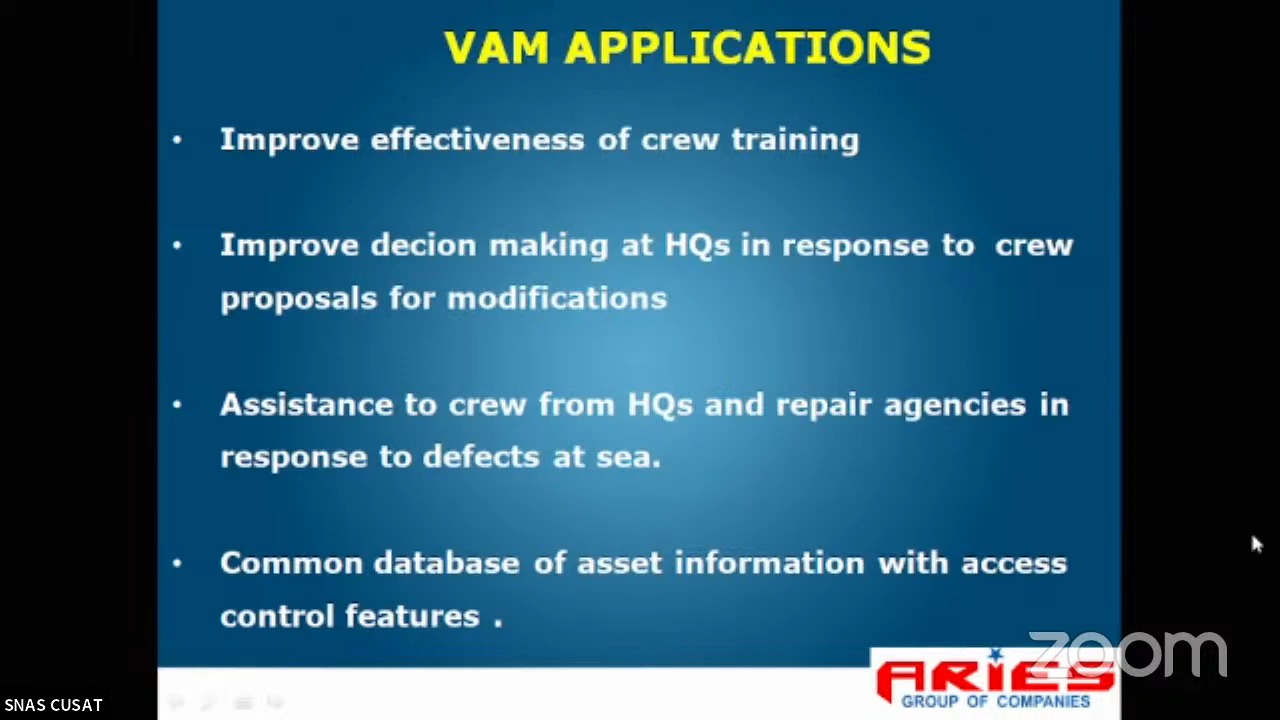 VAM APPLICATIONS
• Improve effectiveness of crew training
• Improve decion making at HQs in response to crew
proposals for modifications
• Assistance to crew from HQs and repair agencies in
response to defects at sea.
• Common database of asset information with access
control features .
zoom
ARIES
GROUP OF COMPANIES
SNAS CUSAT